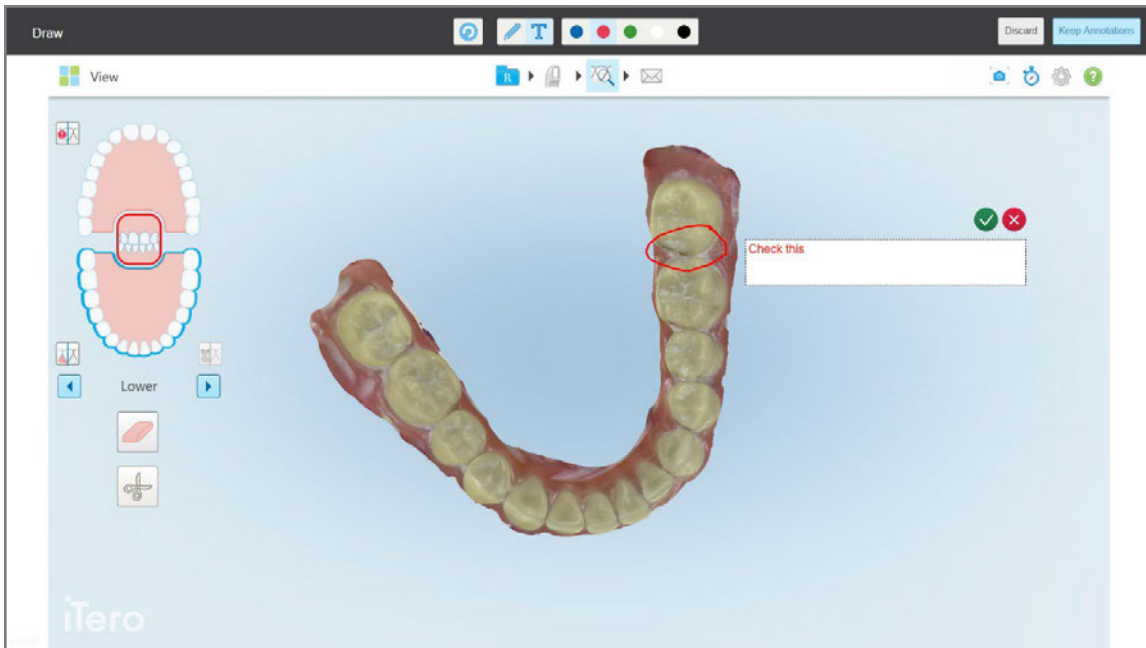 Draw
T
Discard
Keep Annotations
View
R
?
Check this
Lower
iTero